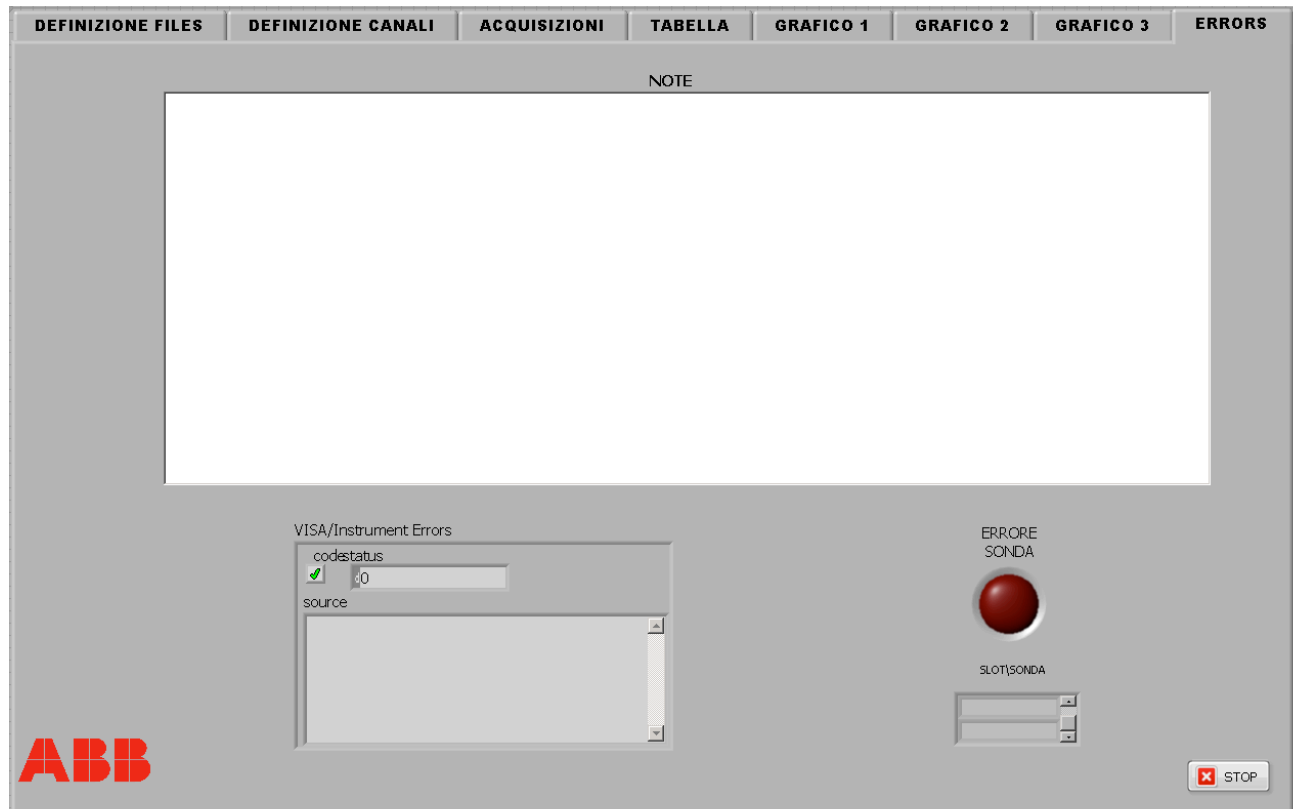 DEFINIZIONE FILES DEFINIZIONE CANALI ACQUISIZIONI TABELLA GRAFICO 1 GRAFICO 2 GRAFICO 3 ERRORS
NOTE
VISA/Instrument Errors
codestatus
d0
source
ERRORE
SONDA
SLOT\SONDA
ABB
STOP